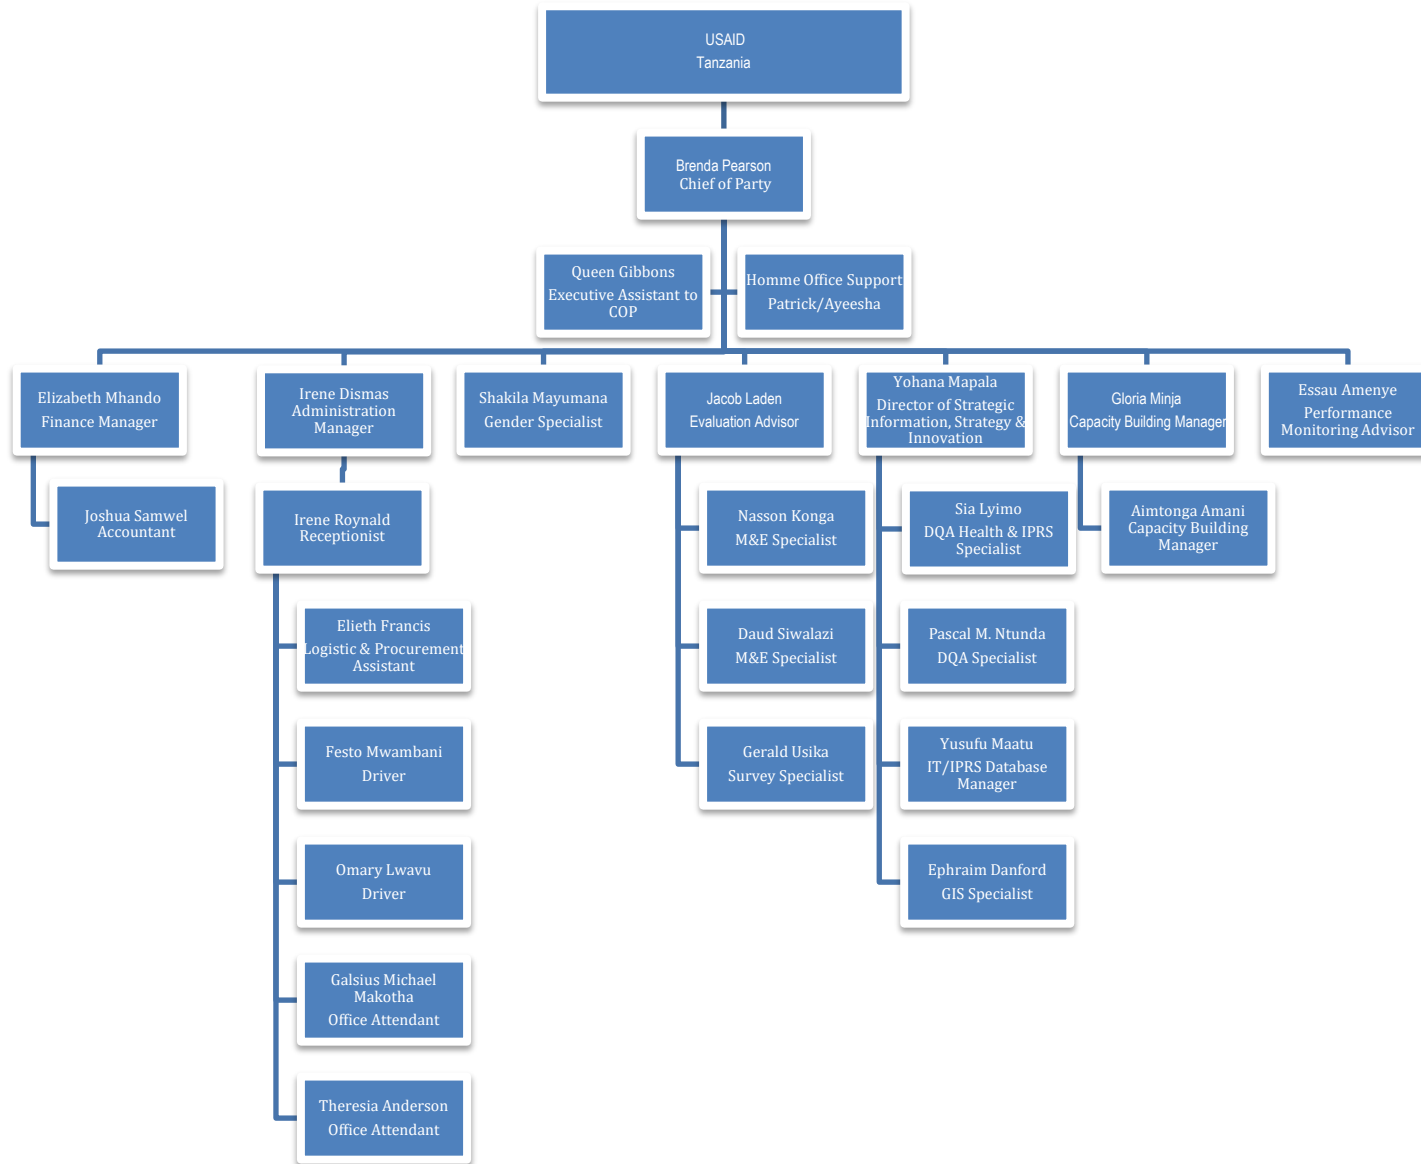 USAID
Tanzania
Brenda Pearson
Chief of Party
Queen Gibbons
Executive Assistant to
COP
Homme Office Support
Patrick/Ayeesha
Elizabeth Mhando
Finance Manager
Irene Dismas
Administration
Manager
Shakila Mayumana
Gender Specialist
Jacob Laden
Evaluation Advisor
Yohana Mapala
Director of Strategic
Information, Strategy &
Innovation
Gloria Minja
Capacity Building Manager
Essau Amenye
Performance
Monitoring Advisor
Joshua Samwel
Accountant
Irene Roynald
Receptionist
Nasson Konga
M&E Specialist
Sia Lyimo
DQA Health & IPRS
Specialist
Aimtonga Amani
Capacity Building
Manager
Elieth Francis
Logistic & Procurement
Assistant
Daud Siwalazi
M&E Specialist
Pascal M. Ntunda
DQA Specialist
Festo Mwambani
Driver
Gerald Usika
Survey Specialist
Yusufu Maatu
IT/IPRS Database
Manager
Omary Lwavu
Driver
Ephraim Danford
GIS Specialist
Galsius Michael
Makotha
Office Attendant
Theresia Anderson
Office Attendant